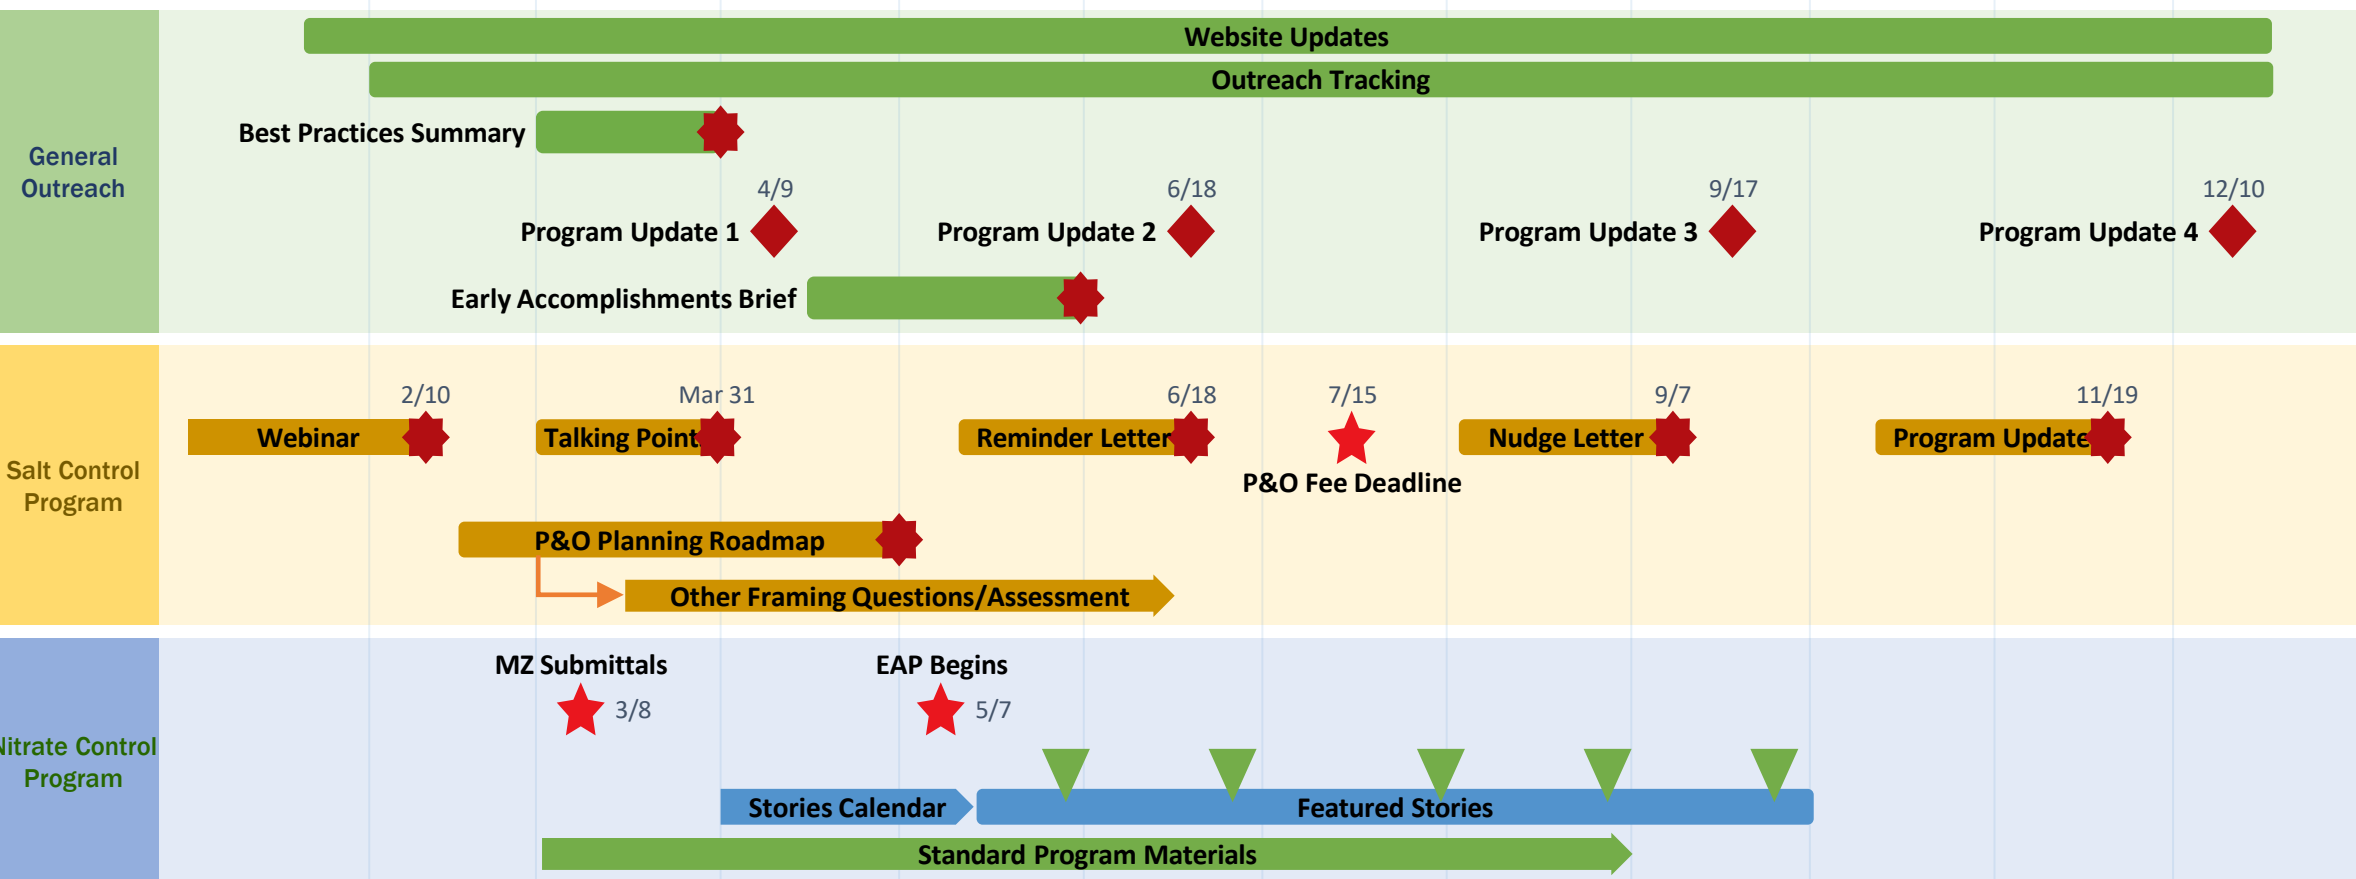 Website Updates
Outreach Tracking
Best Practices Summary
General
Outreach
4/9
6/18
9/17
12/10
Program Update 1
Program Update 2
Program Update 3
Program Update 4
Early Accomplishments Brief
2/10
Mar 31
6/18
7/15
9/7
11/19
Webinar
Talking Point
Reminder Letter
Nudge Letter
Program Update
P&O Fee Deadline
Salt Control
Program
P&O Planning Roadmap
Other Framing Questions/Assessment
MZ Submittals
EAP Begins
3/8
5/7
Nitrate Control
Program
Stories Calendar
Featured Stories
Standard Program Materials